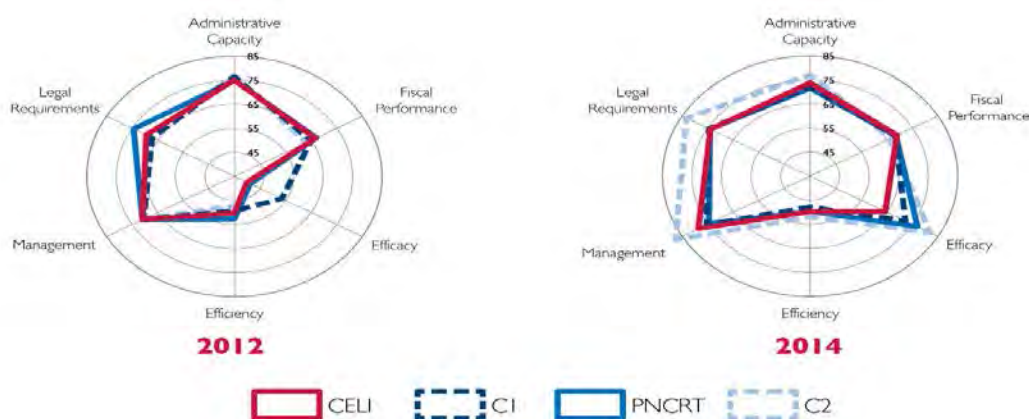 Administrative
Capacity
85
75
65
55
45
Legal
Requirements
Fiscal
Performance
Management
Efficacy
Efficiency
2012
Administrative
Capacity
85
75
65
55
45
Legal
Requirements
Fiscal
Performance
Management
Efficacy
Efficiency
2014
CELI
C1
PNCRT
C2